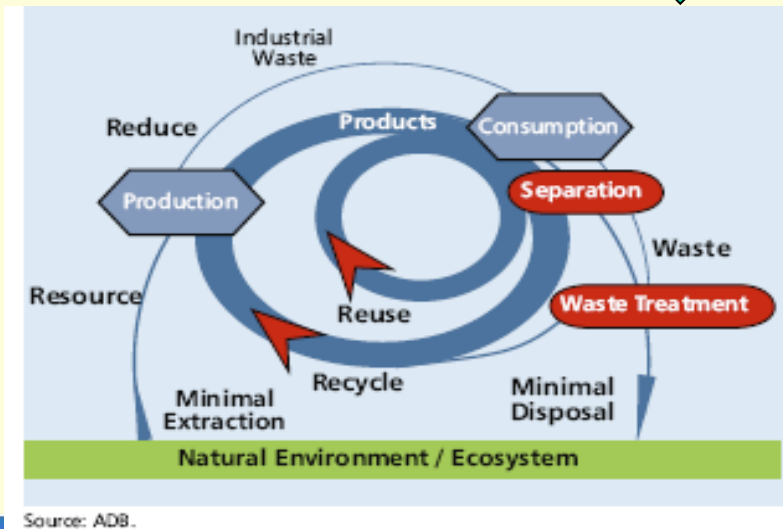 Industrial
Waste
Reduce
Products
Consumption
Production
Separation
Waste
Resource
Reuse
Waste Treatment
Recycle
Minimal
Extraction
Minimal
Disposal
Natural Environment / Ecosystem
Source: ADB.